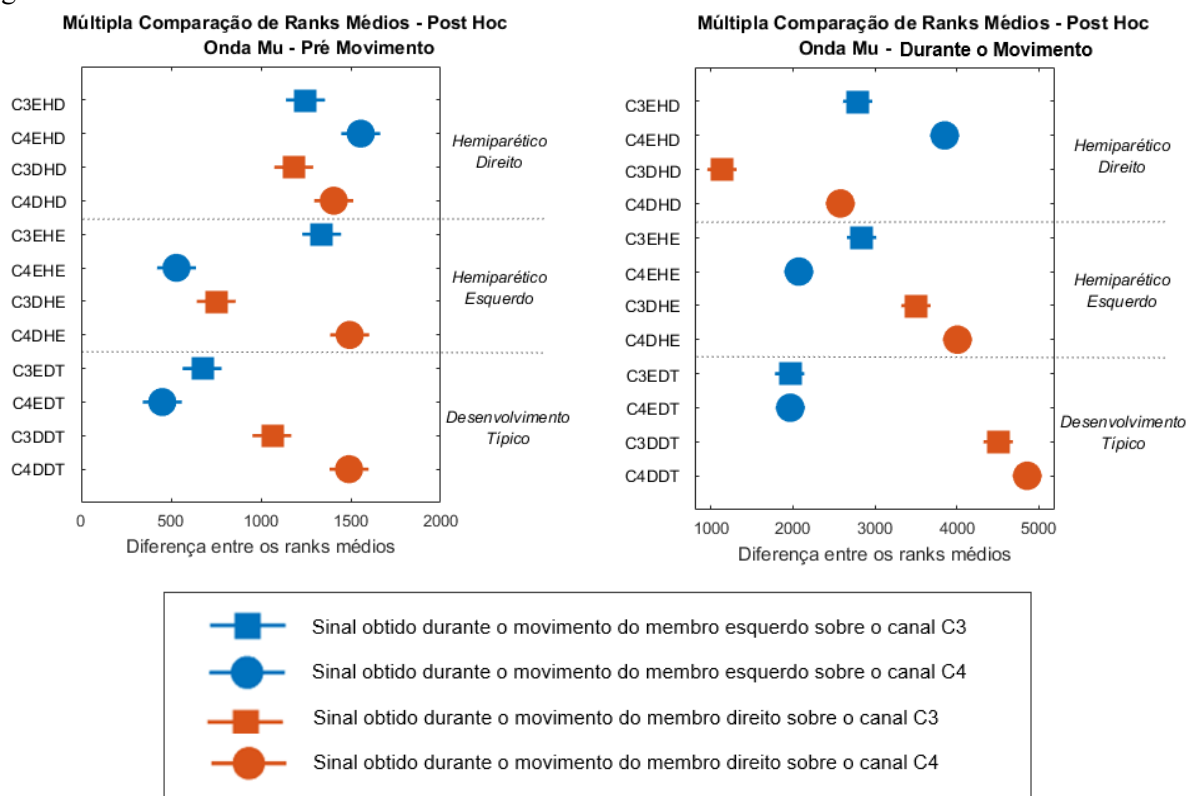 Múltipla Comparação de Ranks Médios - Post Hoc
Onda Mu - Pré Movimento
C3EHD
C4EHD
C3DHD
C4DHD
C3EHE
C4EHE
C3DHE
C4DHE
C3EDT
C4EDT
C3DDT
C4DDT
Hemiparético
Direito
Hemiparético
Esquerdo
Desenvolvimento
Típico
0 500 1000 1500 2000
Diferença entre os ranks médios
Múltipla Comparação de Ranks Médios - Post Hoc
Onda Mu - Durante o Movimento
C3EHD
C4EHD
C3DHD
C4DHD
C3EHE
C4EHE
C3DHE
C4DHE
C3EDT
C4EDT
C3DDT
C4DDT
Hemiparético
Direito
Hemiparético
Esquerdo
Desenvolvimento
Típico
1000 2000 3000 4000 5000
Diferença entre os ranks médios
Sinal obtido durante o movimento do membro esquerdo sobre o canal C3
Sinal obtido durante o movimento do membro esquerdo sobre o canal C4
Sinal obtido durante o movimento do membro direito sobre o canal C3
Sinal obtido durante o movimento do membro direito sobre o canal C4